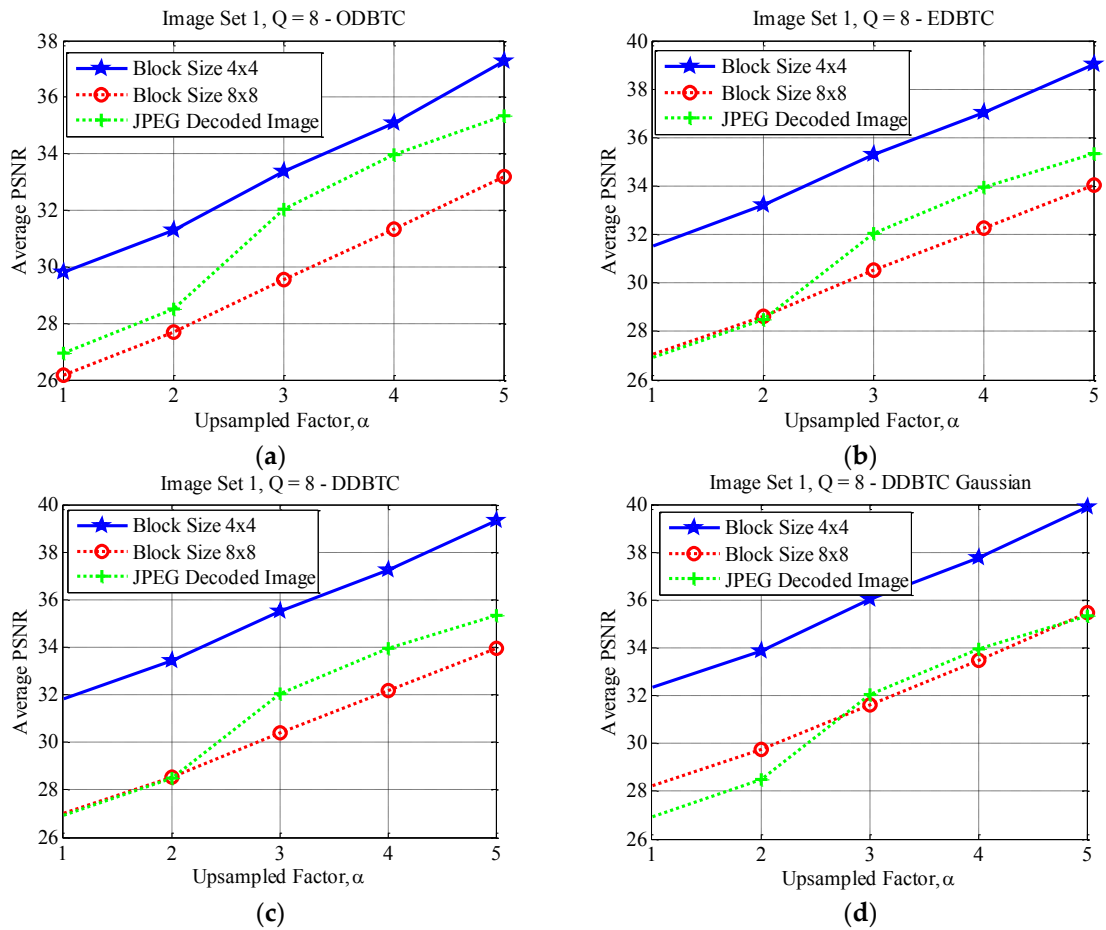 Image Set 1, Q = 8 - ODBTC
38
36
34
32
30
28
26
Average PSNR
Block Size 4x4
Block Size 8x8
JPEG Decoded Image
1 2 3 4 5
Upsampled Factor, α
(a)
Image Set 1, Q = 8 - EDBTC
40
38
36
34
32
30
28
26
Average PSNR
Block Size 4x4
Block Size 8x8
JPEG Decoded Image
1 2 3 4 5
Upsampled Factor, α
(b)
Image Set 1, Q = 8 - DDBTC
40
38
36
34
32
30
28
26
Average PSNR
Block Size 4x4
Block Size 8x8
JPEG Decoded Image
1 2 3 4 5
Upsampled Factor, α
(c)
Image Set 1, Q = 8 - DDBTC Gaussian
40
38
36
34
32
30
28
26
Average PSNR
Block Size 4x4
Block Size 8x8
JPEG Decoded Image
1 2 3 4 5
Upsampled Factor, α
(d)